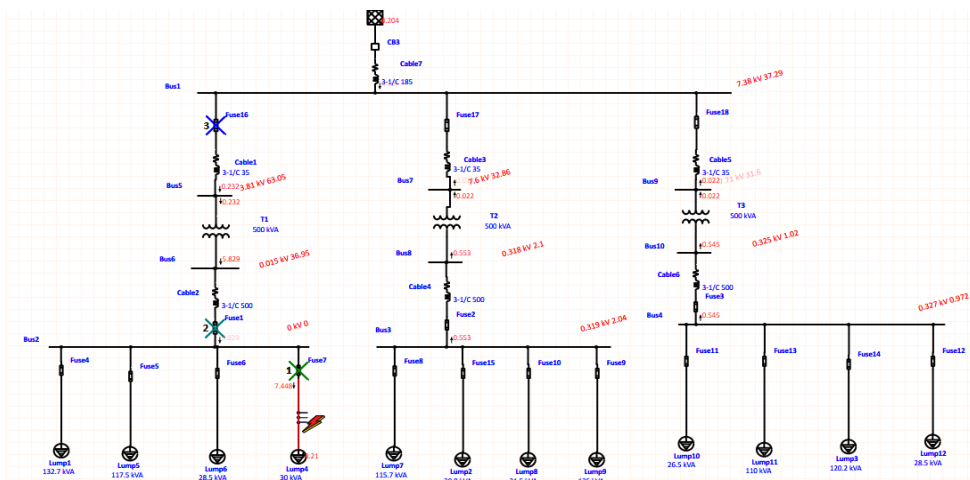 0.204
CB3
Cable7
3-1/C 185
Bus1
7.38 kV 37.29
Fuse16
Fuse17
Fuse18
3
Cable1
3-1/C 35
Cable3
3-1/C 35
Cable5
3-1/C 35
Bus5
0.232
3.81 kV 63.05
0.232
Bus7
7.6 kV 32.86
0.022
Bus9
0.022
0.022
T1
500 kVA
T2
500 kVA
T3
500 kVA
Bus6
5.829
0.015 kV 36.95
Bus8
0.553
0.318 kV 2.1
Bus10
0.545
0.325 kV 1.02
Cable2
3-1/C 500
Cable4
3-1/C 500
Cable6
3-1/C 500
Fuse1
2
0 kV 0
Fuse2
0.319 kV 2.04
Fuse3
0.327 kV 0.972
Bus2
Bus3
0.553
Bus4
0.545
Fuse4
Fuse5
Fuse6
Fuse7
1
7.448
Fuse8
Fuse15
Fuse10
Fuse9
Fuse11
Fuse13
Fuse14
Fuse12
Lump1
132.7 kVA
Lump5
117.5 kVA
Lump6
28.5 kVA
Lump4
30 kVA
Lump7
115.7 kVA
Lump2
Lump8
Lump9
Lump10
26.5 kVA
Lump11
110 kVA
Lump3
120.2 kVA
Lump12
28.5 kVA